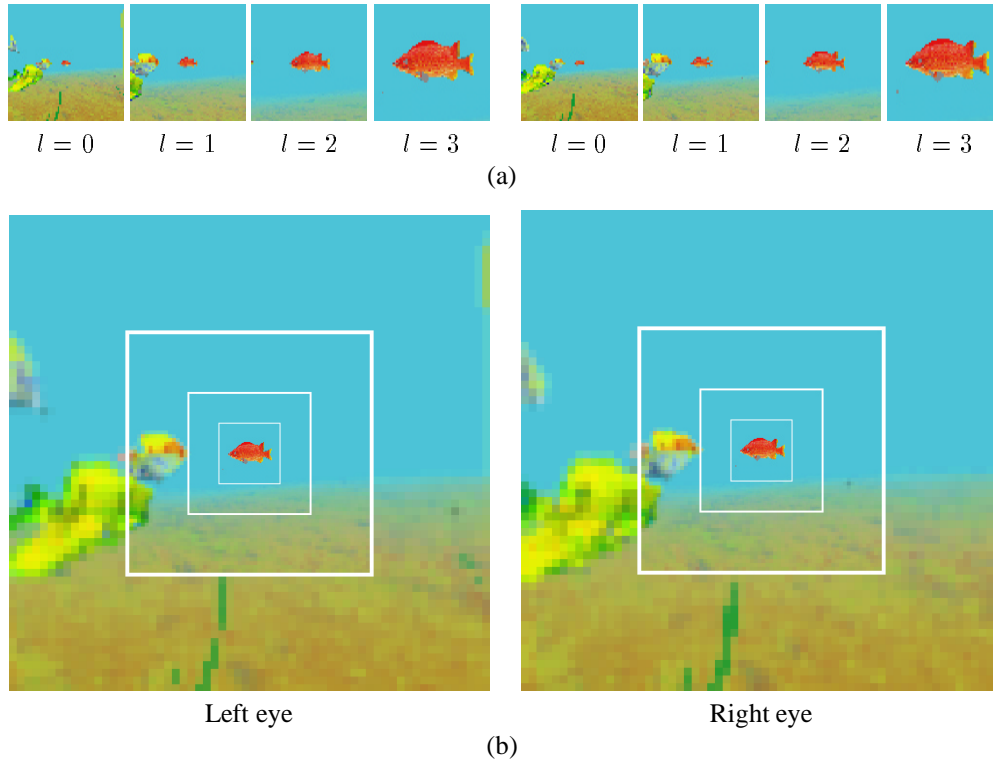 l = 0 l = 1 l = 2 l = 3 l = 0 l = 1 l = 2 l = 3
(a)
Left eye Right eye
(b)